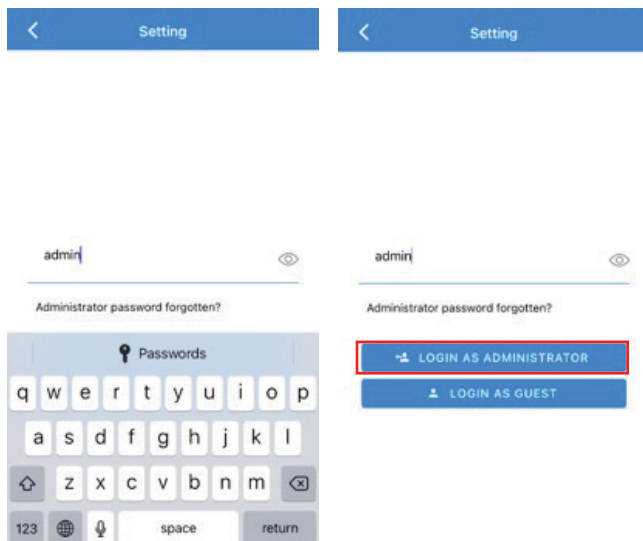 Setting
admin
Administrator password forgotten?
Passwords
q w e r t y u i o p
a s d f g h j k l
z x c v b n m
123 space return
Setting
admin
Administrator password forgotten?
LOGIN AS ADMINISTRATOR
LOGIN AS GUEST